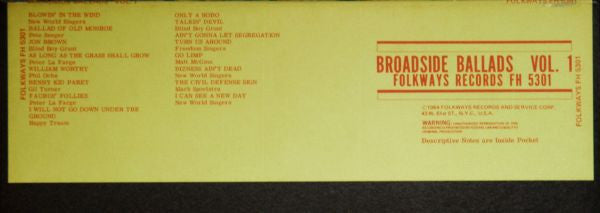 FOLKWAYS FH 5301
BLOWIN' IN THE WIND
New World Singers
BALLAD OF OLD MONROE
Pete Seeger
JON BROWN
Blind Boy Grunt
AS LONG AS THE GRASS SHALL GROW
Peter La Farge
WILLIAM WORTHY
Phil Ochs
BENNY KID PARET
Gil Turner
FAUBUS' FOLLIES
Peter La Farge
I WILL NOT GO DOWN UNDER THE
GROUND
Happy Traum
ONLY A HOBO
TALKIN' DEVIL
Blind Boy Grunt
AIN'T GONNA LET SEGREGATION
TURN US AROUND
Freedom Singers
GO LIMP
Matt McGinn
BIZNESS AIN'T DEAD
New World Singers
THE CIVIL DEFENSE SIGN
Mark Spoelstra
I CAN SEE A NEW DAY
New World Singers
BROADSIDE BALLADS VOL. 1
FOLKWAYS RECORDS FH 5301
©1964 FOLKWAYS RECORDS AND SERVICE CORP.
43 W. 61st ST., N.Y.C., U.S.A.
WARNING:
Descriptive Notes are Inside Pocket
FOLKWAYS FH 5301